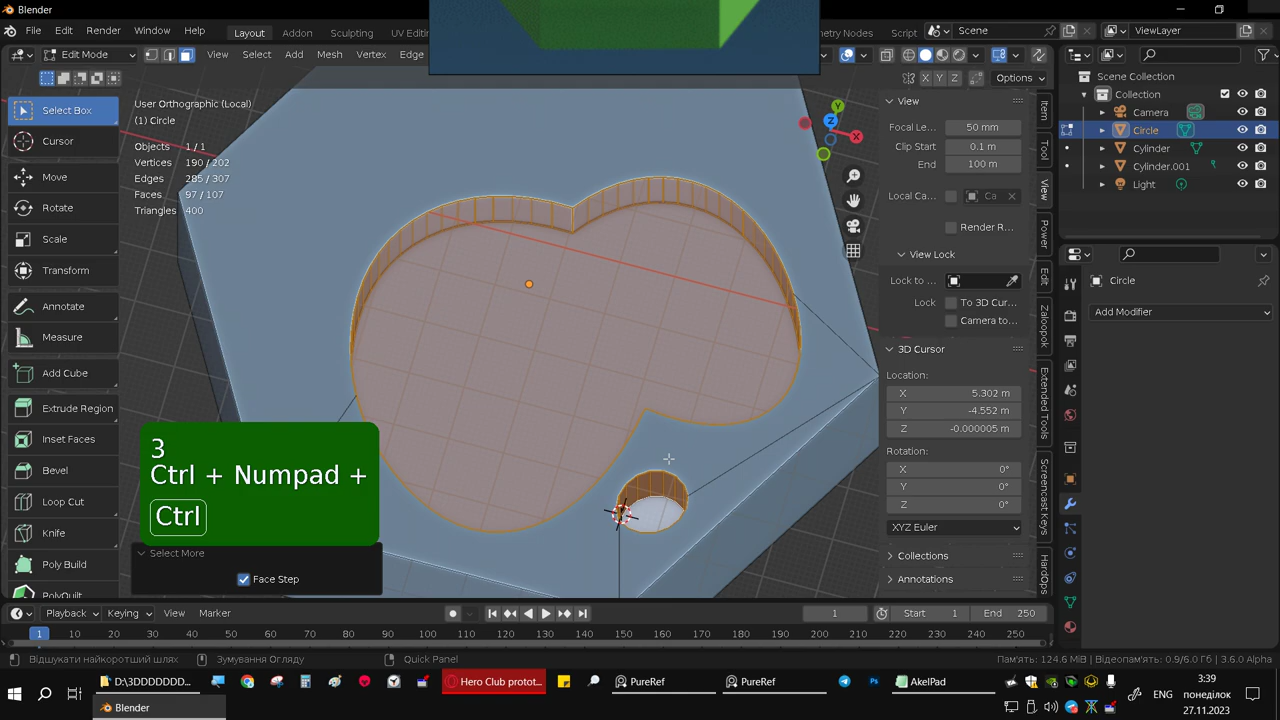 Blender
File
Edit
Render
Window
Help
Layout
Addon
Sculpting
UV Editi
metry Nodes
Scene
ViewLayer
Edit Mode
View
Select
Add
Mesh
Vertex
Edge
Options
X
Y
Z
Select Box
Cursor
Move
Rotate
Scale
Transform
Annotate
Measure
Add Cube
Extrude Region
Inset Faces
Bevel
Loop Cut
Knife
Poly Build
PolyQuilt
User Orthographic (Local)
(1) Circle
Objects 1 / 1
Vertices 190 / 202
Edges 285 / 307
Faces 97 / 107
Triangles 400
3
Ctrl + Numpad +
Ctrl
Select More
Face Step
Y
Z
X
View
Focal Le... 50 mm
Clip Start 0.1 m
End 100 m
Local Ca... Ca
Render R...
View Lock
Lock to ...
Lock To 3D Cur...
Camera to...
3D Cursor
Location:
X 5.302 m
Y -4.552 m
Z -0.000005 m
Rotation:
X 0°
Y 0°
Z 0°
XYZ Euler
Collections
Annotations
Item
Tool
View
Power
Edit
Zaloopok
Extended Tools
Screencast Keys
HardOps
Scene Collection
Collection
Camera
Circle
Cylinder
Cylinder.001
Light
Circle
Add Modifier
Playback
Keying
View
Marker
1
Start 1
End 250
1 10 20 30 40 50 60 70 80 90 100 110 120 130 140 150 160 170 180 190 200 210 220 230 240 250
Відшукати найкоротший шлях
Зумування Огляду
Quick Panel
Пам'ять: 124.6 MiB | Відеопам'ять: 0.9/6.0 Гб | 3.6.0 Alpha
D:\3DDDDDDD...
Hero Club protot...
PureRef
PureRef
AkelPad
Blender
ENG
3:39
понеділок
27.11.2023